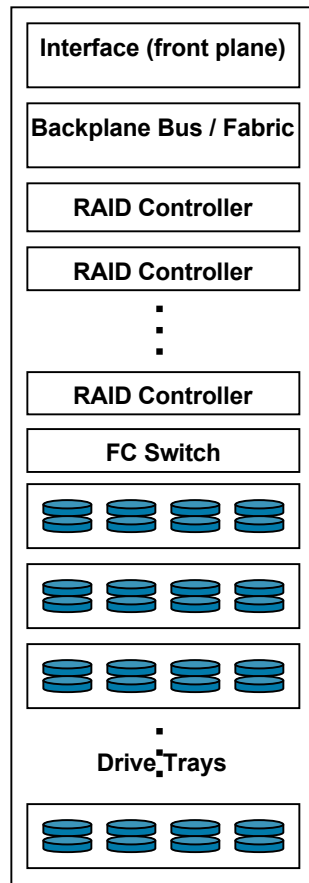 Interface (front plane)
Backplane Bus / Fabric
RAID Controller
RAID Controller
RAID Controller
FC Switch
Drive Trays